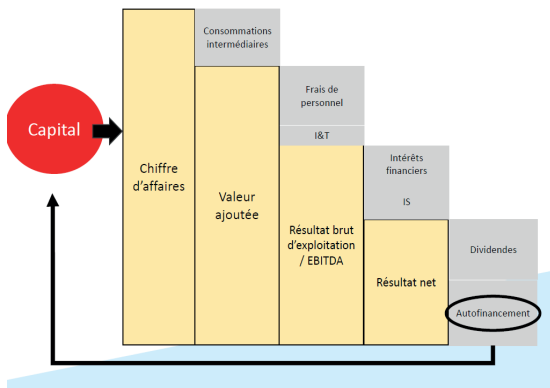 Capital
Chiffre
d'affaires
Consommations
intermédiaires
Valeur
ajoutée
Frais de
personnel
I&T
Résultat brut
d'exploitation
/ EBITDA
Intérêts
financiers
IS
Résultat net
Dividendes
Autofinancement